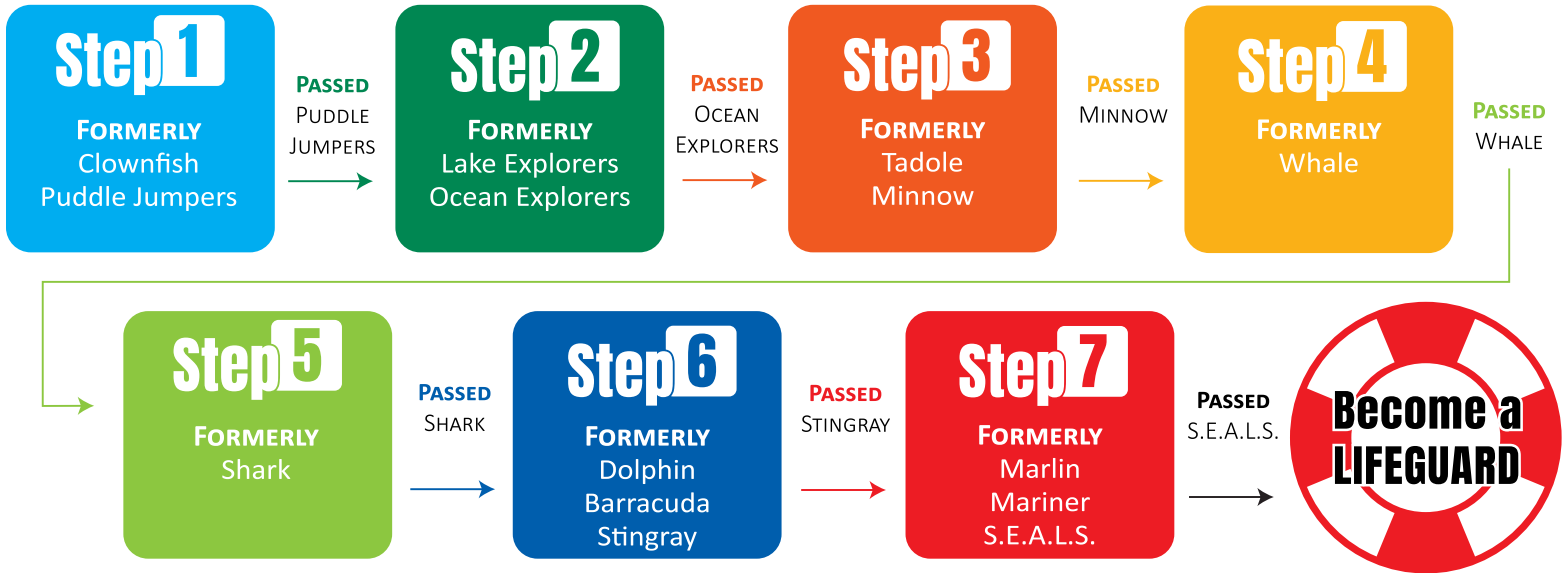 Step 1
FORMERLY
Clownfish
Puddle Jumpers
PASSED
PUDDLE
JUMPERS
Step 2
FORMERLY
Lake Explorers
Ocean Explorers
PASSED
OCEAN
EXPLORERS
Step 3
FORMERLY
Tadole
Minnow
PASSED
MINNOW
Step 4
FORMERLY
Whale
PASSED
WHALE
Step 5
FORMERLY
Shark
PASSED
SHARK
Step 6
FORMERLY
Dolphin
Barracuda
Stingray
PASSED
STINGRAY
Step 7
FORMERLY
Marlin
Mariner
S.E.A.L.S.
PASSED
S.E.A.L.S.
Become a
LIFEGUARD